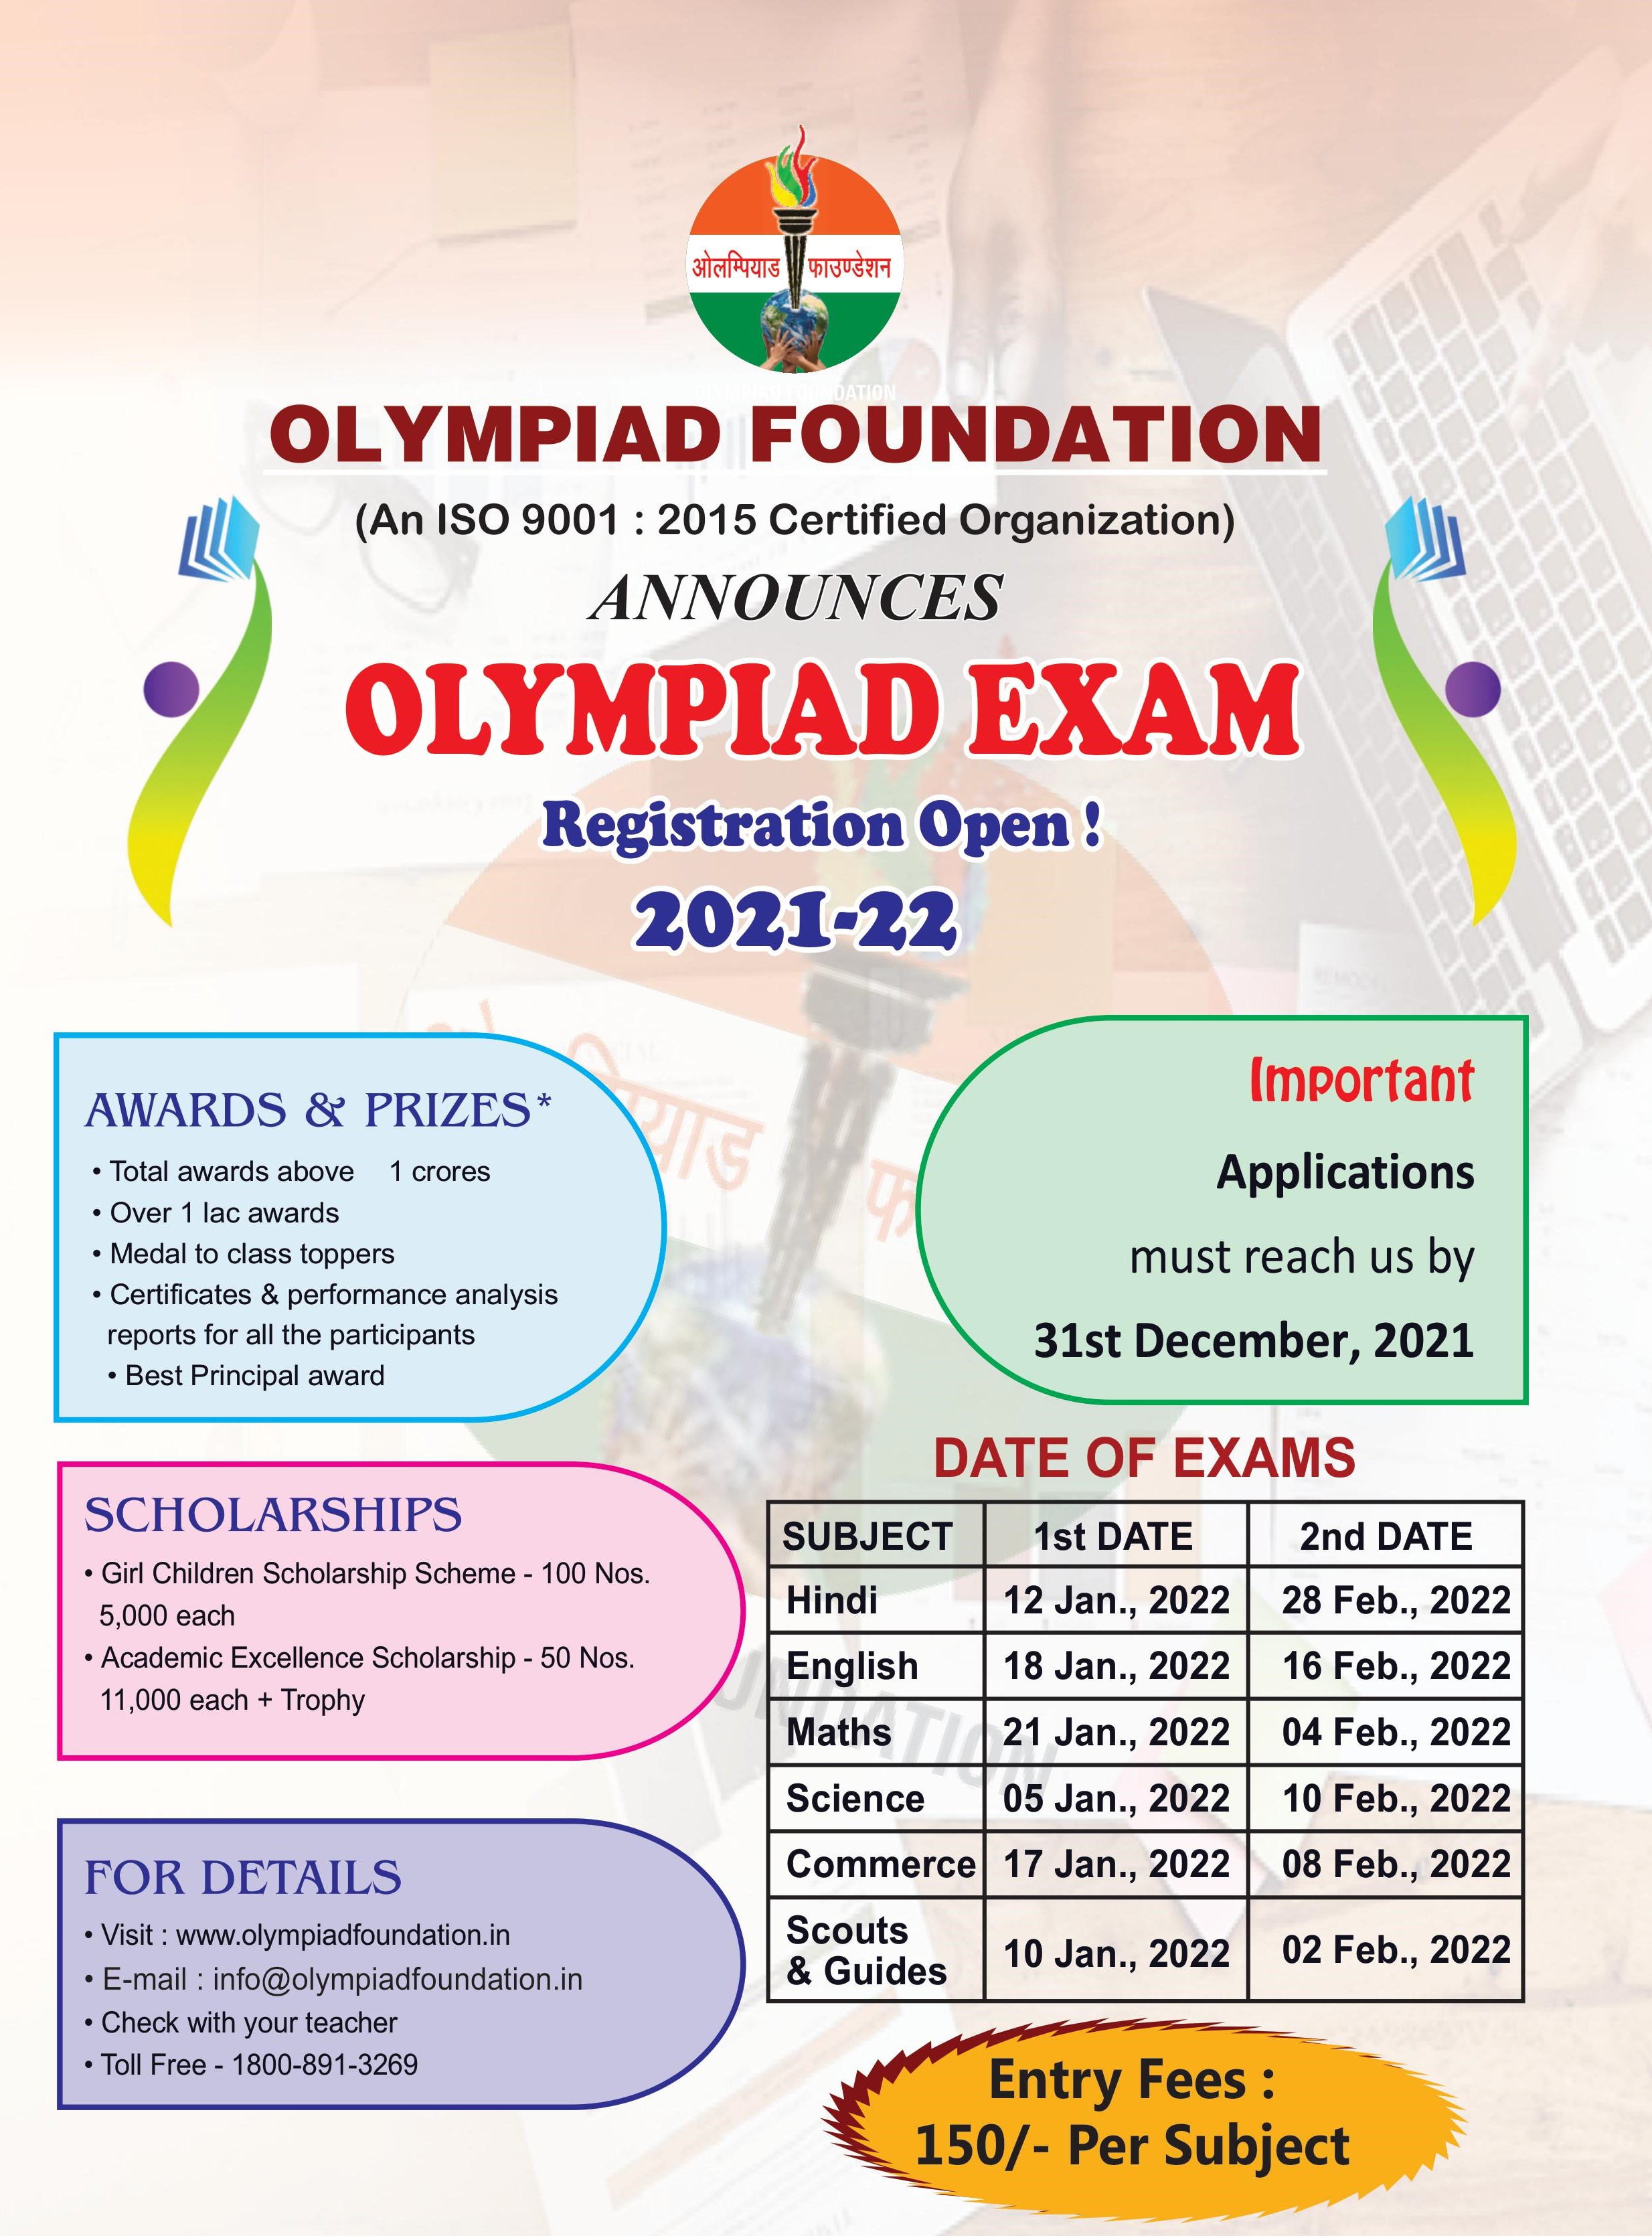 ओलम्पियाड फाउण्डेशन
OLYMPIAD FOUNDATION
OLYMPIAD FOUNDATION
(An ISO 9001 : 2015 Certified Organization)
ANNOUNCES
OLYMPIAD EXAM
Registration Open !
2021-22
AWARDS & PRIZES*
• Total awards above 1 crores
• Over 1 lac awards
• Medal to class toppers
• Certificates & performance analysis
reports for all the participants
• Best Principal award
Important
Applications
must reach us by
31st December, 2021
SCHOLARSHIPS
• Girl Children Scholarship Scheme - 100 Nos.
5,000 each
• Academic Excellence Scholarship - 50 Nos.
11,000 each + Trophy
FOR DETAILS
• Visit : www.olympiadfoundation.in
• E-mail : info@olympiadfoundation.in
• Check with your teacher
• Toll Free - 1800-891-3269
DATE OF EXAMS
SUBJECT 1st DATE 2nd DATE
Hindi 12 Jan., 2022 28 Feb., 2022
English 18 Jan., 2022 16 Feb., 2022
Maths 21 Jan., 2022 04 Feb., 2022
Science 05 Jan., 2022 10 Feb., 2022
Commerce 17 Jan., 2022 08 Feb., 2022
Scouts
& Guides 10 Jan., 2022 02 Feb., 2022
Entry Fees :
150/- Per Subject